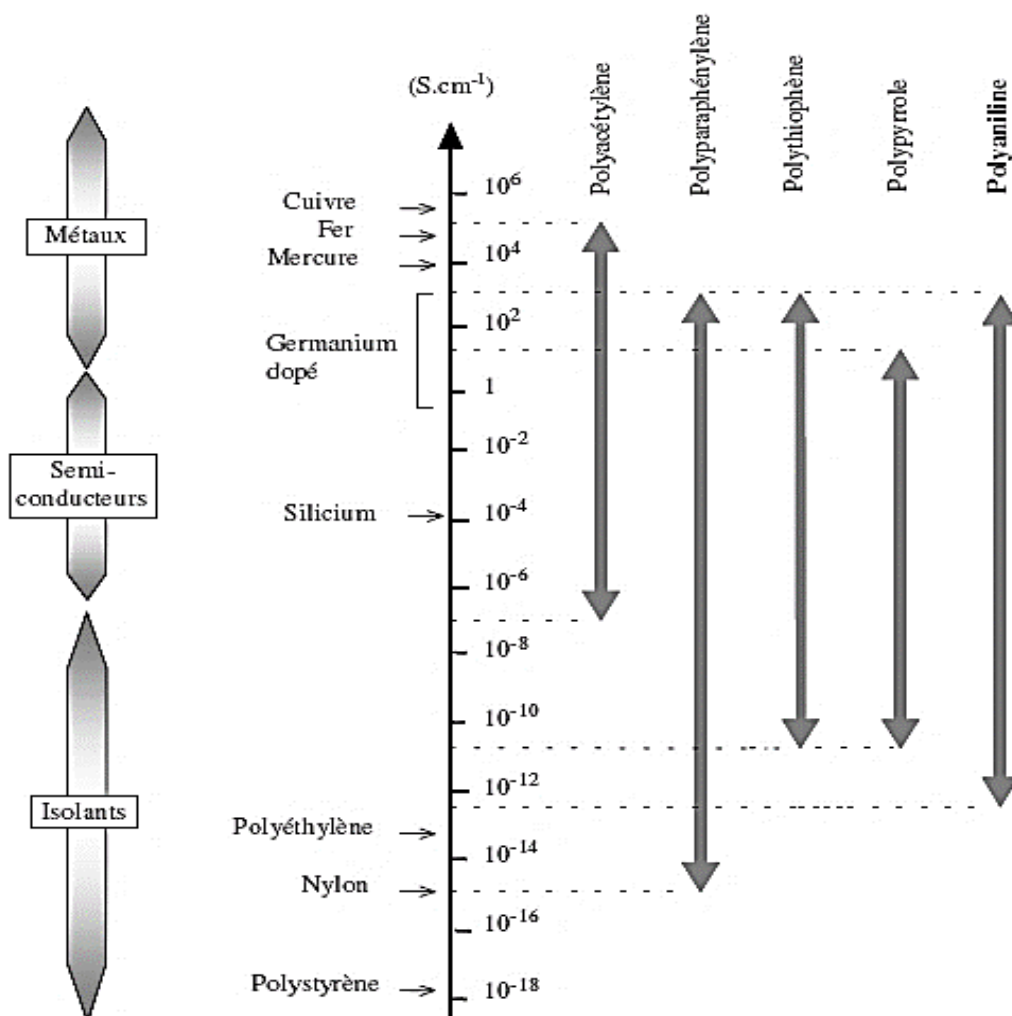 (S.cm⁻¹)
Polyacétylène
Polyparaphénylène
Polythiophène
Polypyrrole
Polyaniline
Métaux
Semi-
conducteurs
Isolants
Cuivre
Fer
Mercure
Germanium
dopé
Silicium
Polyéthylène
Nylon
Polystyrène
10⁶
10⁴
10²
1
10⁻²
10⁻⁴
10⁻⁶
10⁻⁸
10⁻¹⁰
10⁻¹²
10⁻¹⁴
10⁻¹⁶
10⁻¹⁸